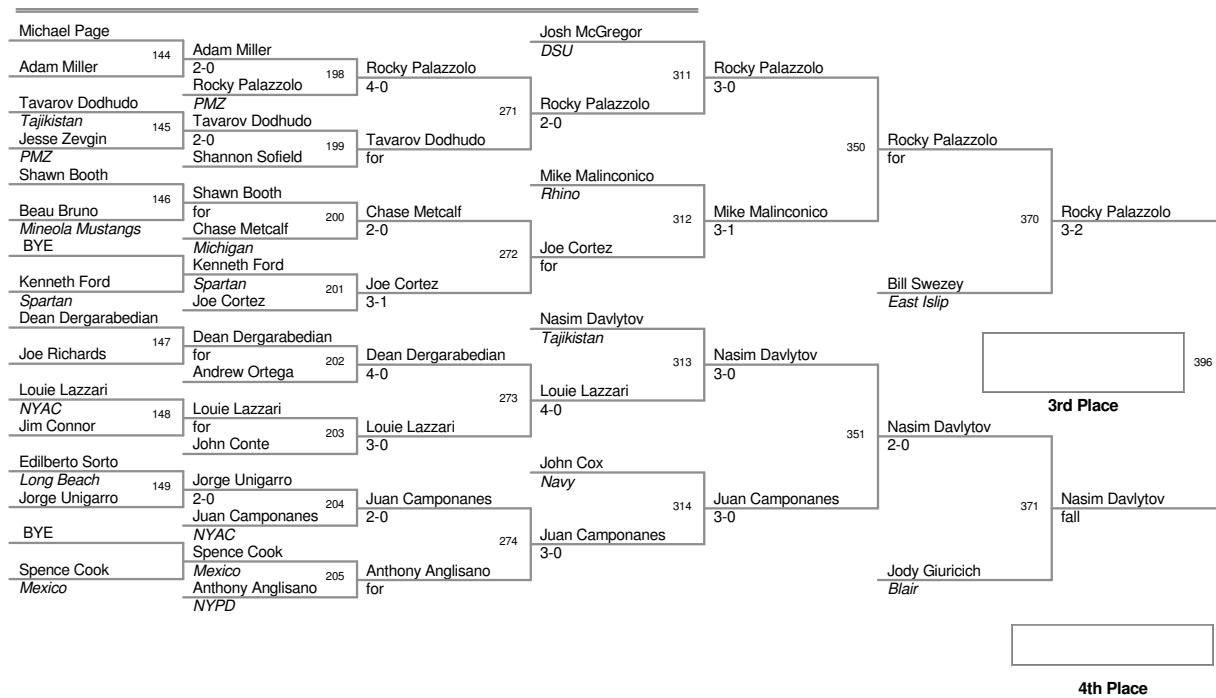 Michael Page
144
Adam Miller
Tavarov Dodhudo
Tajikistan
145
Jesse Zevgin
PMZ
Shawn Booth
146
Beau Bruno
Mineola Mustangs
BYE
Kenneth Ford
Spartan
Dean Dergarabedian
147
Joe Richards
Louie Lazzari
NYAC
148
Jim Connor
Edilberto Sorto
Long Beach
149
Jorge Unigarro
BYE
Spence Cook
Mexico
Adam Miller
2-0
198
Rocky Palazzolo
PMZ
Tavarov Dodhudo
2-0
199
Shannon Sofield
Shawn Booth
for
200
Chase Metcalf
Michigan
Kenneth Ford
Spartan
201
Joe Cortez
Dean Dergarabedian
for
202
Andrew Ortega
Louie Lazzari
for
203
John Conte
Jorge Unigarro
2-0
204
Juan Camponanes
NYAC
Spence Cook
Mexico
205
Anthony Anglisano
NYPD
Rocky Palazzolo
4-0
271
Tavarov Dodhudo
for
Chase Metcalf
2-0
272
Joe Cortez
3-1
Dean Dergarabedian
4-0
273
Louie Lazzari
3-0
Juan Camponanes
2-0
274
Anthony Anglisano
for
Josh McGregor
DSU
311
Rocky Palazzolo
2-0
Mike Malinconico
Rhino
312
Joe Cortez
for
Nasim Davlytov
Tajikistan
313
Louie Lazzari
4-0
John Cox
Navy
314
Juan Camponanes
3-0
Rocky Palazzolo
3-0
350
Mike Malinconico
3-1
Nasim Davlytov
3-0
351
Juan Camponanes
3-0
Rocky Palazzolo
for
370
Bill Swezey
East Islip
Nasim Davlytov
2-0
371
Jody Giuricich
Blair
Rocky Palazzolo
3-2
396
3rd Place
Nasim Davlytov
fall
4th Place